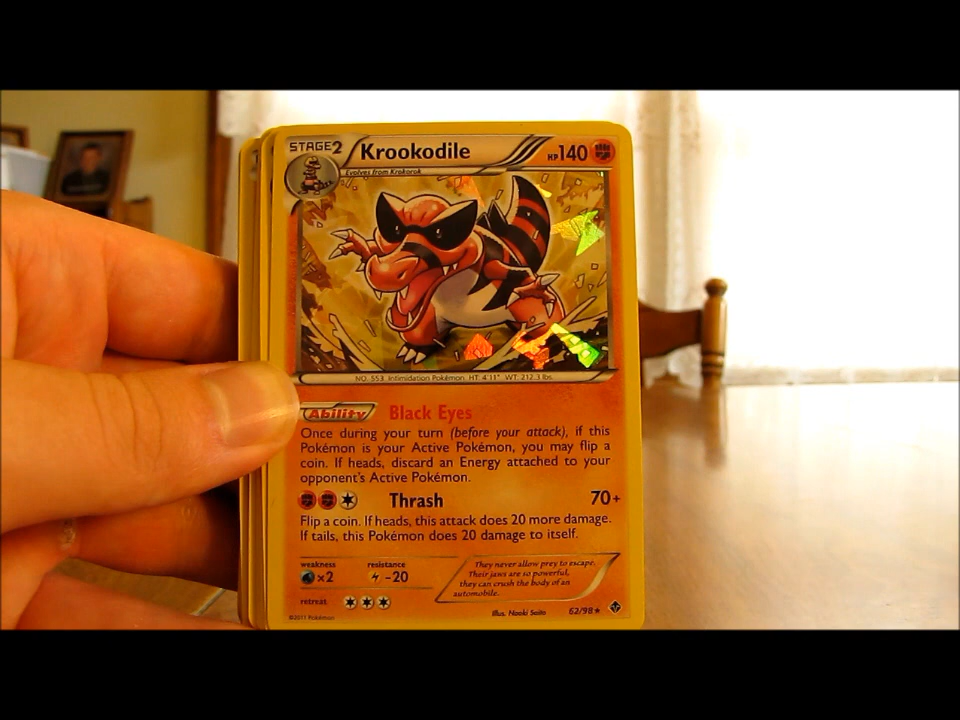 STAGE2 Krookodile HP140
Evolves from Krokorok
NO. 553 Intimidation Pokémon HT: 4'11" WT: 212.3 lbs.
Ability Black Eyes
Once during your turn (before your attack), if this
Pokémon is your Active Pokémon, you may flip a
coin. If heads, discard an Energy attached to your
opponent's Active Pokémon.
Thrash 70+
Flip a coin. If heads, this attack does 20 more damage.
If tails, this Pokémon does 20 damage to itself.
weakness resistance
×2 -20
retreat
They never allow prey to escape.
Their jaws are so powerful,
they can crush the body of an
automobile.
Illus. Naoki Saito 62/98
©2011 Pokémon